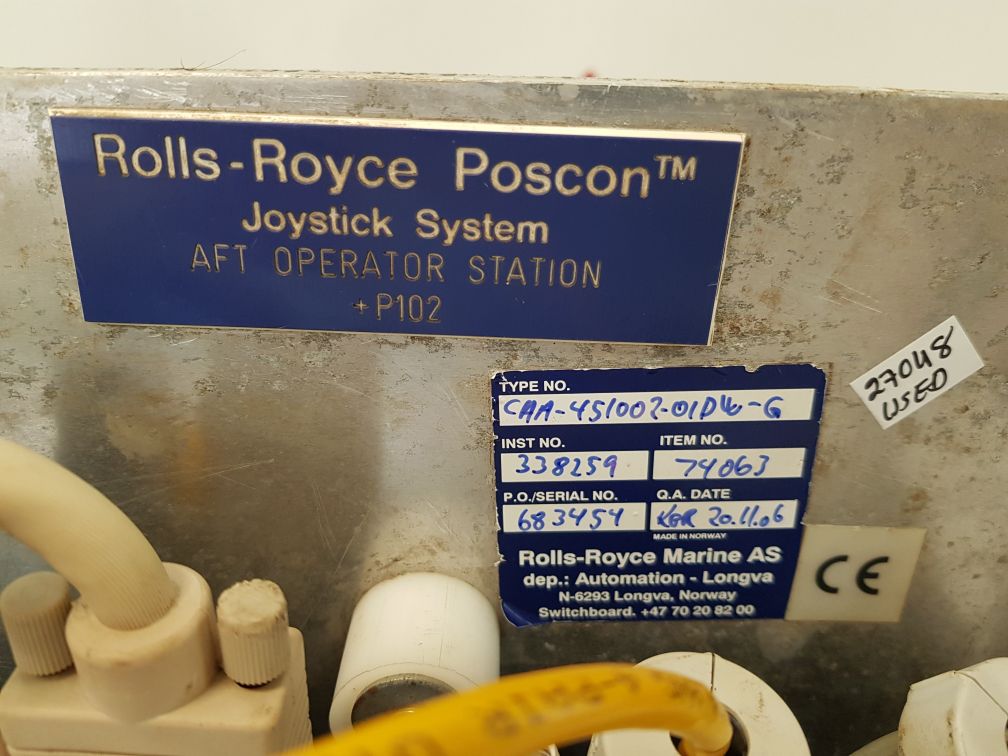 Rolls-Royce Poscon™
Joystick System
AFT OPERATOR STATION
+P102
27048
USED
TYPE NO.
CAA-451002-01DW-G
INST NO. ITEM NO.
338259 74063
P.O./SERIAL NO. Q.A. DATE
683454 KGR 20.11.06
MADE IN NORWAY
Rolls-Royce Marine AS
dep.: Automation - Longva
N-6293 Longva, Norway
Switchboard. +47 70 20 82 00
CE
PAIR